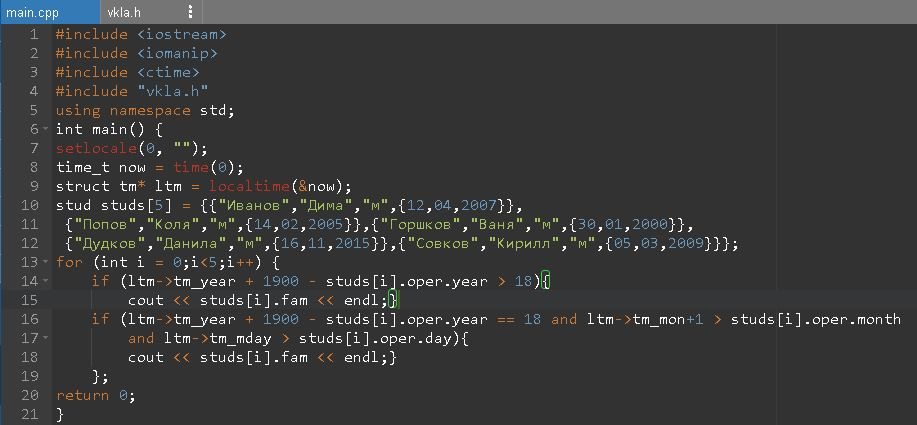 main.cpp vkla.h
1 #include <iostream>
2 #include <iomanip>
3 #include <ctime>
4 #include "vkla.h"
5 using namespace std;
6 int main() {
7 setlocale(0, "");
8 time_t now = time(0);
9 struct tm* ltm = localtime(&now);
10 stud studs[5] = {{"Иванов","Дима","м",{12,04,2007}},
11 {"Попов","Коля","м",{14,02,2005}},{"Горшков","Ваня","м",{30,01,2000}},
12 {"Дудков","Данила","м",{16,11,2015}},{"Совков","Кирилл","м",{05,03,2009}}};
13 for (int i = 0;i<5;i++) {
14 if (ltm->tm_year + 1900 - studs[i].oper.year > 18){
15 cout << studs[i].fam << endl;}
16 if (ltm->tm_year + 1900 - studs[i].oper.year == 18 and ltm->tm_mon+1 > studs[i].oper.month
17 and ltm->tm_mday > studs[i].oper.day){
18 cout << studs[i].fam << endl;}
19 };
20 return 0;
21 }